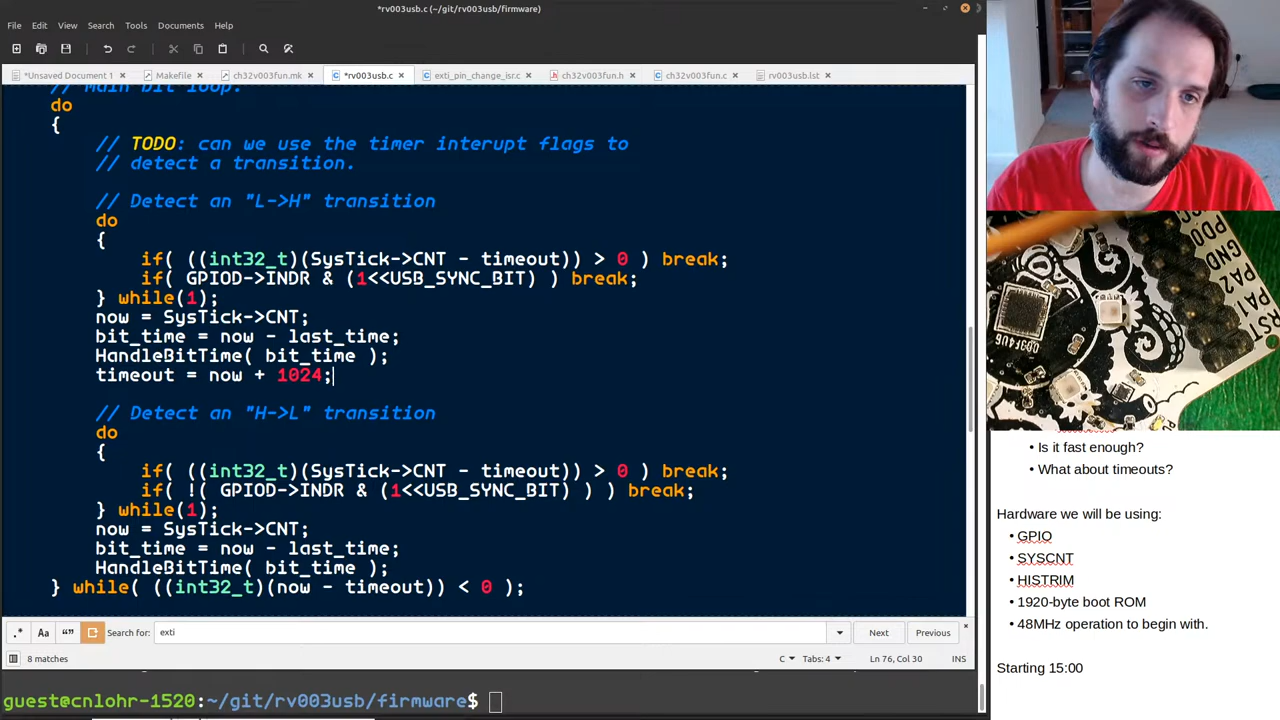 *rv003usb.c (~/git/rv003usb/firmware)
File Edit View Search Tools Documents Help
*Unsaved Document 1 Makefile ch32v003fun.mk *rv003usb.c exti_pin_change_isr.c ch32v003fun.h ch32v003fun.c rv003usb.lst
// Main bit loop.
do
{
// TODO: can we use the timer interupt flags to
// detect a transition.
// Detect an "L->H" transition
do
{
if( ((int32_t)(SysTick->CNT - timeout)) > 0 ) break;
if( GPIOD->INDR & (1<<USB_SYNC_BIT) ) break;
} while(1);
now = SysTick->CNT;
bit_time = now - last_time;
HandleBitTime( bit_time );
timeout = now + 1024;
// Detect an "H->L" transition
do
{
if( ((int32_t)(SysTick->CNT - timeout)) > 0 ) break;
if( !( GPIOD->INDR & (1<<USB_SYNC_BIT) ) ) break;
} while(1);
now = SysTick->CNT;
bit_time = now - last_time;
HandleBitTime( bit_time );
} while( ((int32_t)(now - timeout)) < 0 );
.* Aa Search for: exti Next Previous
8 matches C Tabs: 4 Ln 76, Col 30 INS
guest@cnlohr-1520:~/git/rv003usb/firmware$
PD0
GND
PA2
PA1
RST
• Is it fast enough?
• What about timeouts?
Hardware we will be using:
• GPIO
• SYSCNT
• HISTRIM
• 1920-byte boot ROM
• 48MHz operation to begin with.
Starting 15:00